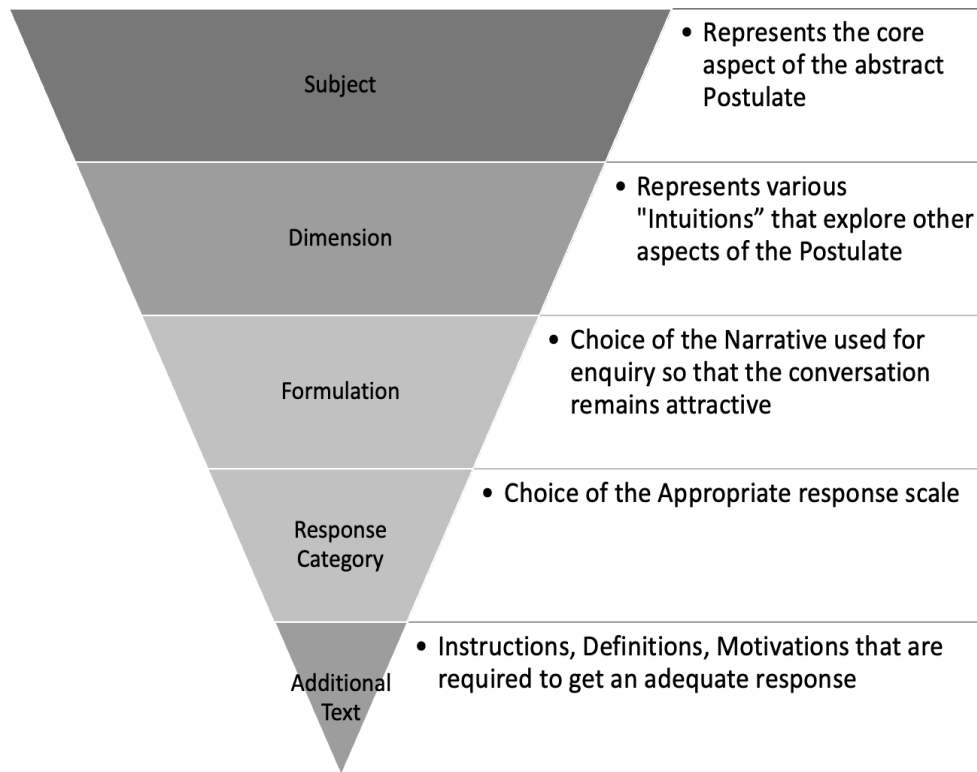 Subject
• Represents the core
aspect of the abstract
Postulate
Dimension
• Represents various
"Intuitions” that explore other
aspects of the Postulate
Formulation
• Choice of the Narrative used for
enquiry so that the conversation
remains attractive
Response
Category
• Choice of the Appropriate response scale
Additional
Text
• Instructions, Definitions, Motivations that are
required to get an adequate response